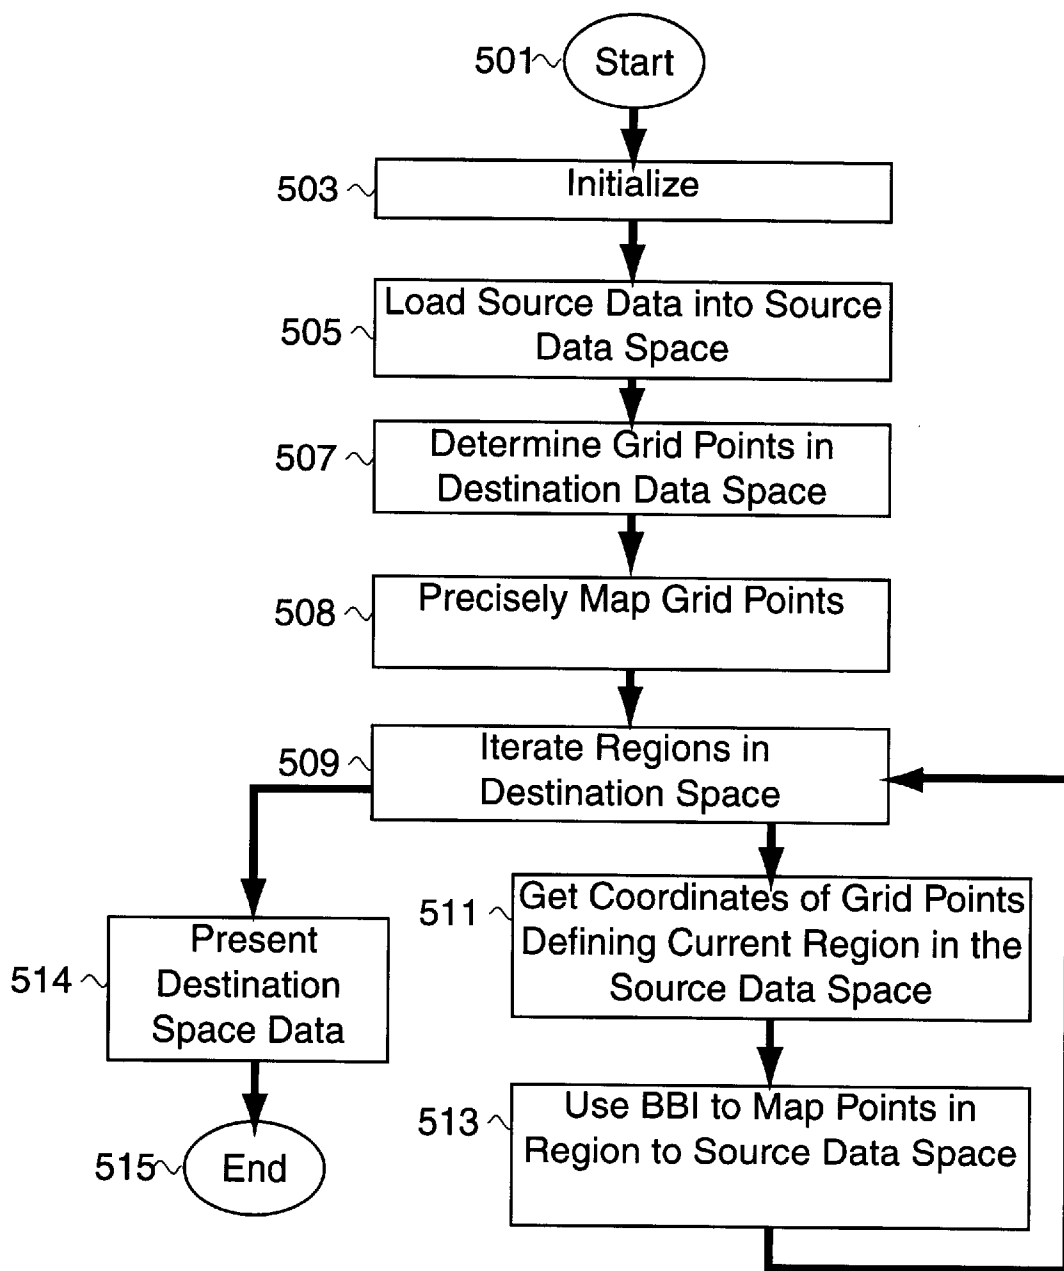 501 Start
503 Initialize
505 Load Source Data into Source
Data Space
507 Determine Grid Points in
Destination Data Space
508 Precisely Map Grid Points
509 Iterate Regions in
Destination Space
511 Get Coordinates of Grid Points
Defining Current Region in the
Source Data Space
514 Present
Destination
Space Data
513 Use BBI to Map Points in
Region to Source Data Space
515 End